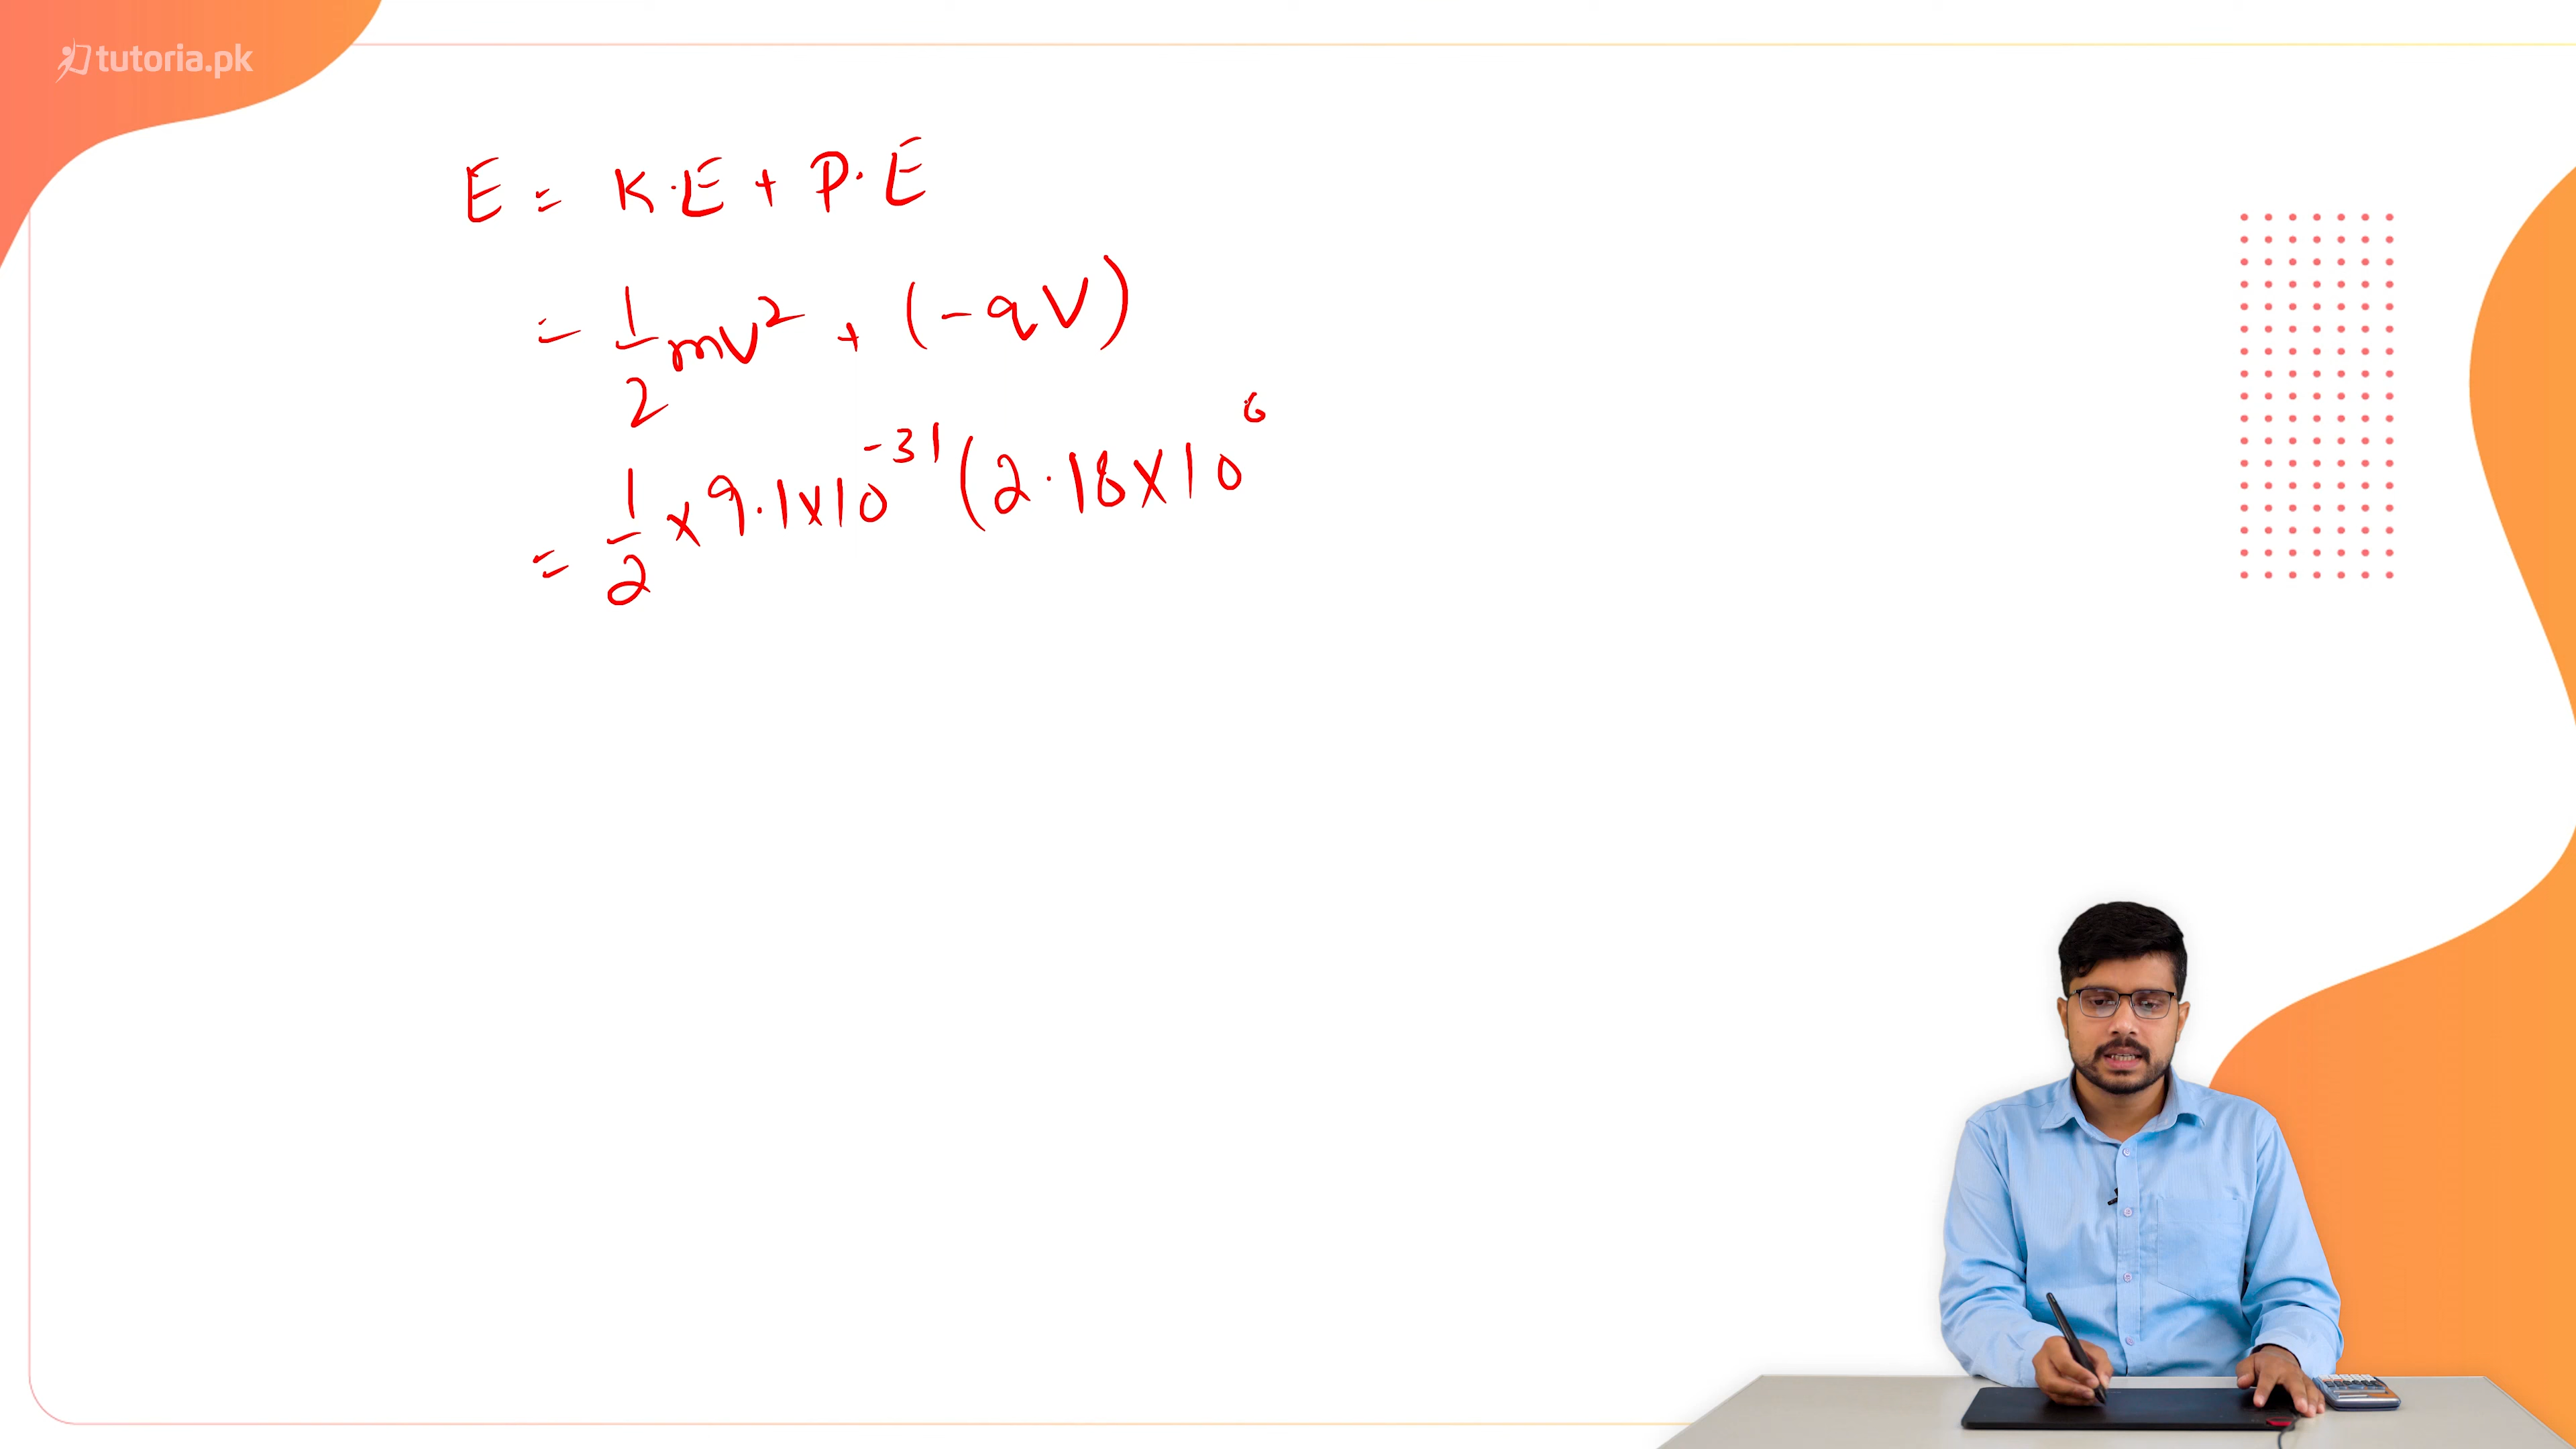 tutoria.pk
E = K.E + P.E
= 1/2 mv² + (-qV)
= 1/2 × 9.1×10⁻³¹ (2.18×10⁶